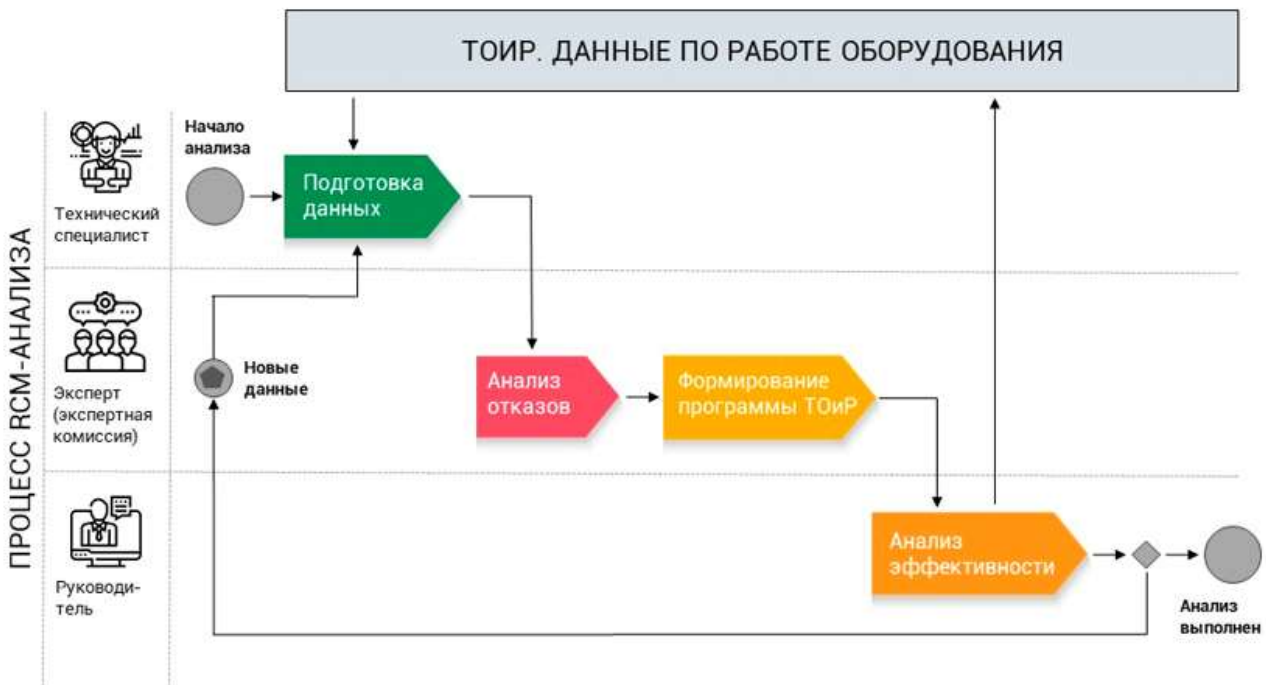 ТОИР. ДАННЫЕ ПО РАБОТЕ ОБОРУДОВАНИЯ
ПРОЦЕСС RCM-АНАЛИЗА
Технический
специалист
Начало
анализа
Подготовка
данных
Эксперт
(экспертная
комиссия)
Новые
данные
Анализ
отказов
Формирование
программы ТОиР
Руководи-
тель
Анализ
эффективности
Анализ
выполнен